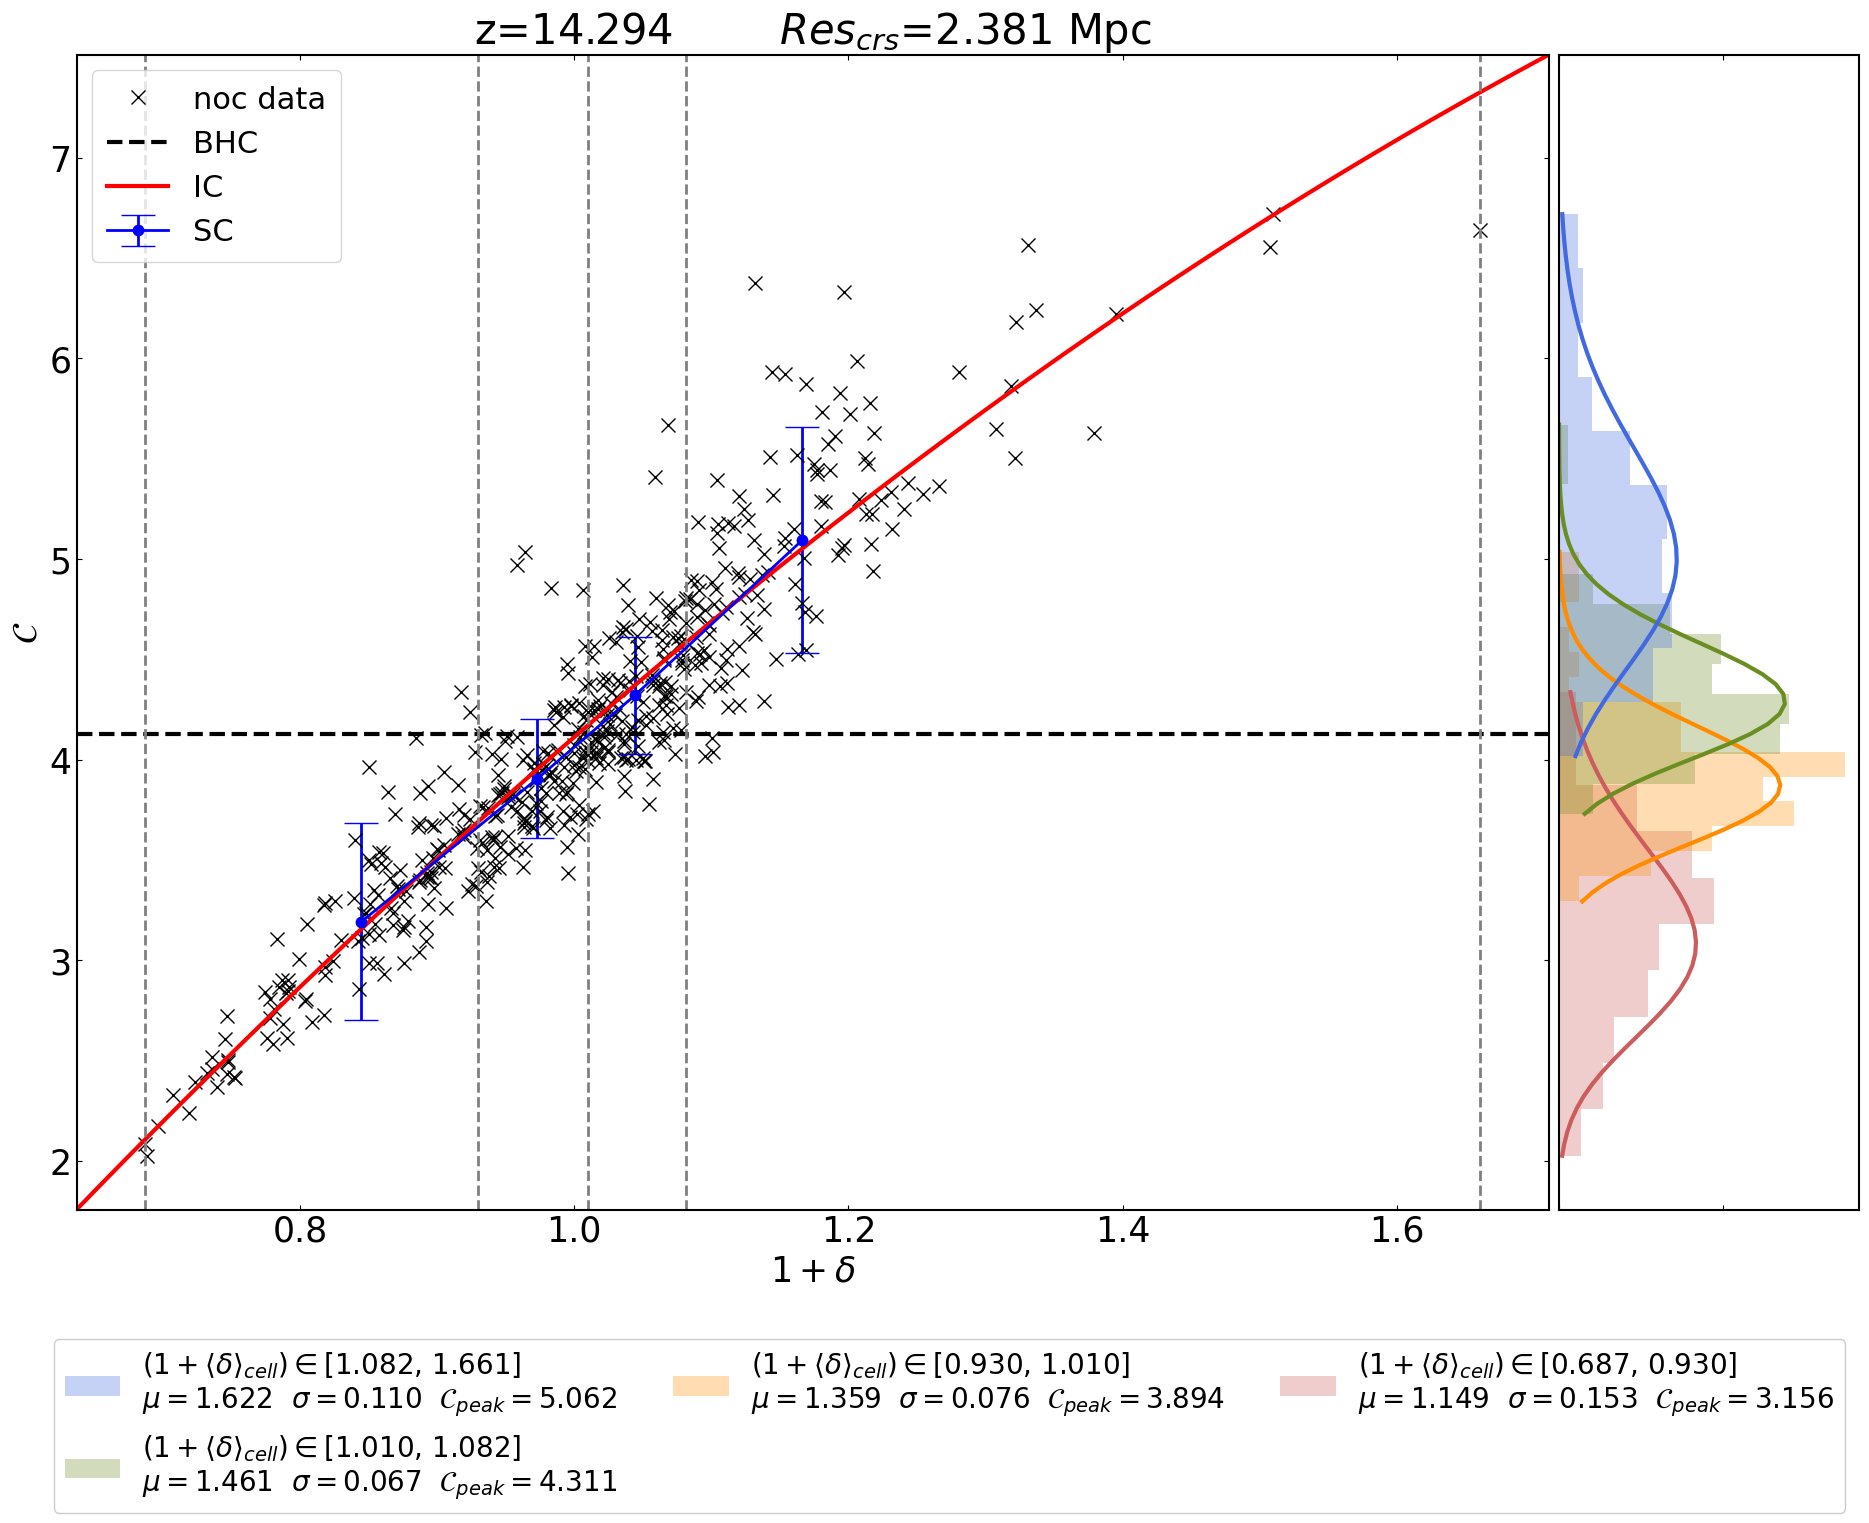 z=14.294 Res_crs=2.381 Mpc
noc data
BHC
IC
SC
7
6
5
4
3
2
𝒞
0.8 1.0 1.2 1.4 1.6
1 + δ
(1 + ⟨δ⟩_cell) ∈ [1.082, 1.661]
μ = 1.622 σ = 0.110 𝒞_peak = 5.062
(1 + ⟨δ⟩_cell) ∈ [1.010, 1.082]
μ = 1.461 σ = 0.067 𝒞_peak = 4.311
(1 + ⟨δ⟩_cell) ∈ [0.930, 1.010]
μ = 1.359 σ = 0.076 𝒞_peak = 3.894
(1 + ⟨δ⟩_cell) ∈ [0.687, 0.930]
μ = 1.149 σ = 0.153 𝒞_peak = 3.156